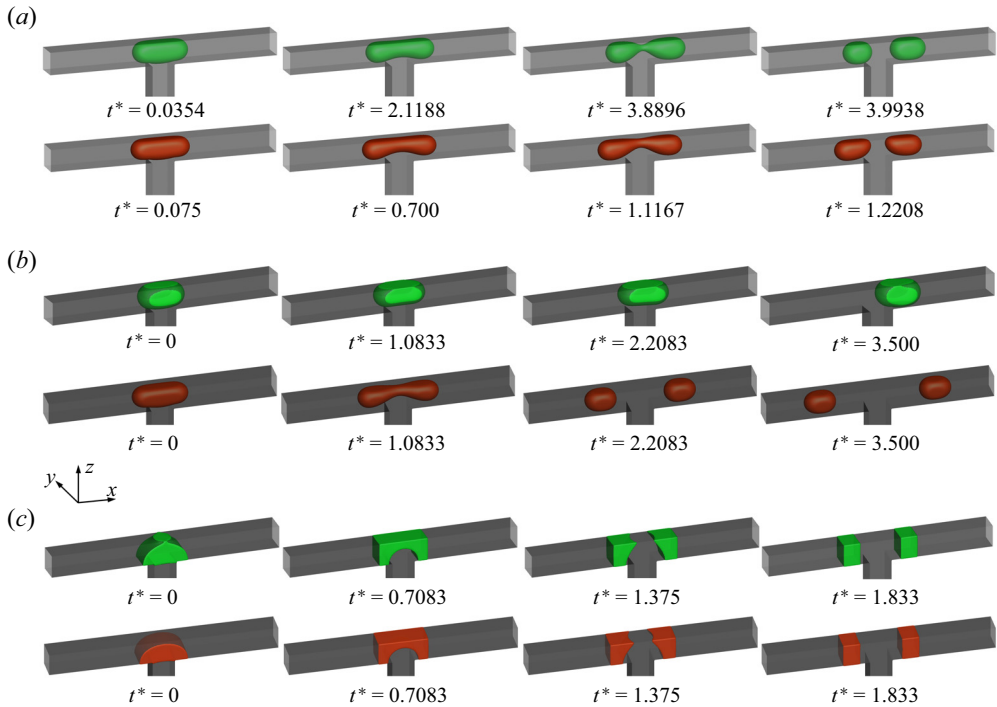 (a)
t* = 0.0354 t* = 2.1188 t* = 3.8896 t* = 3.9938
t* = 0.075 t* = 0.700 t* = 1.1167 t* = 1.2208
(b)
t* = 0 t* = 1.0833 t* = 2.2083 t* = 3.500
t* = 0 t* = 1.0833 t* = 2.2083 t* = 3.500
z
y x
(c)
t* = 0 t* = 0.7083 t* = 1.375 t* = 1.833
t* = 0 t* = 0.7083 t* = 1.375 t* = 1.833